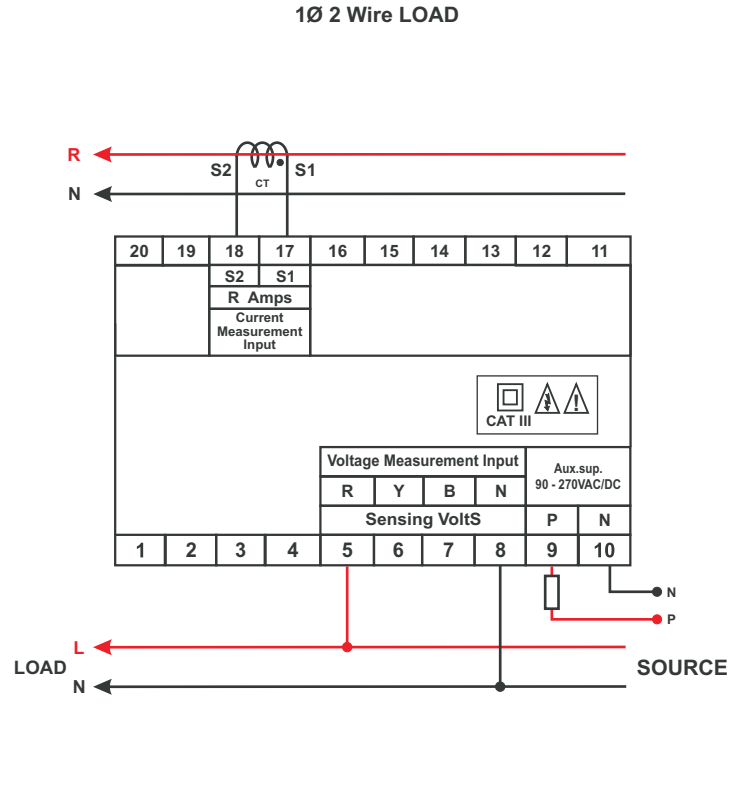 1Ø 2 Wire LOAD
R
S2 S1
CT
N
20 19 18 17 16 15 14 13 12 11
S2 S1
R Amps
Current
Measurement
Input
CAT III
Voltage Measurement Input
Aux.sup.
90 - 270VAC/DC
R Y B N
Sensing VoltS P N
1 2 3 4 5 6 7 8 9 10
N
P
L
LOAD SOURCE
N